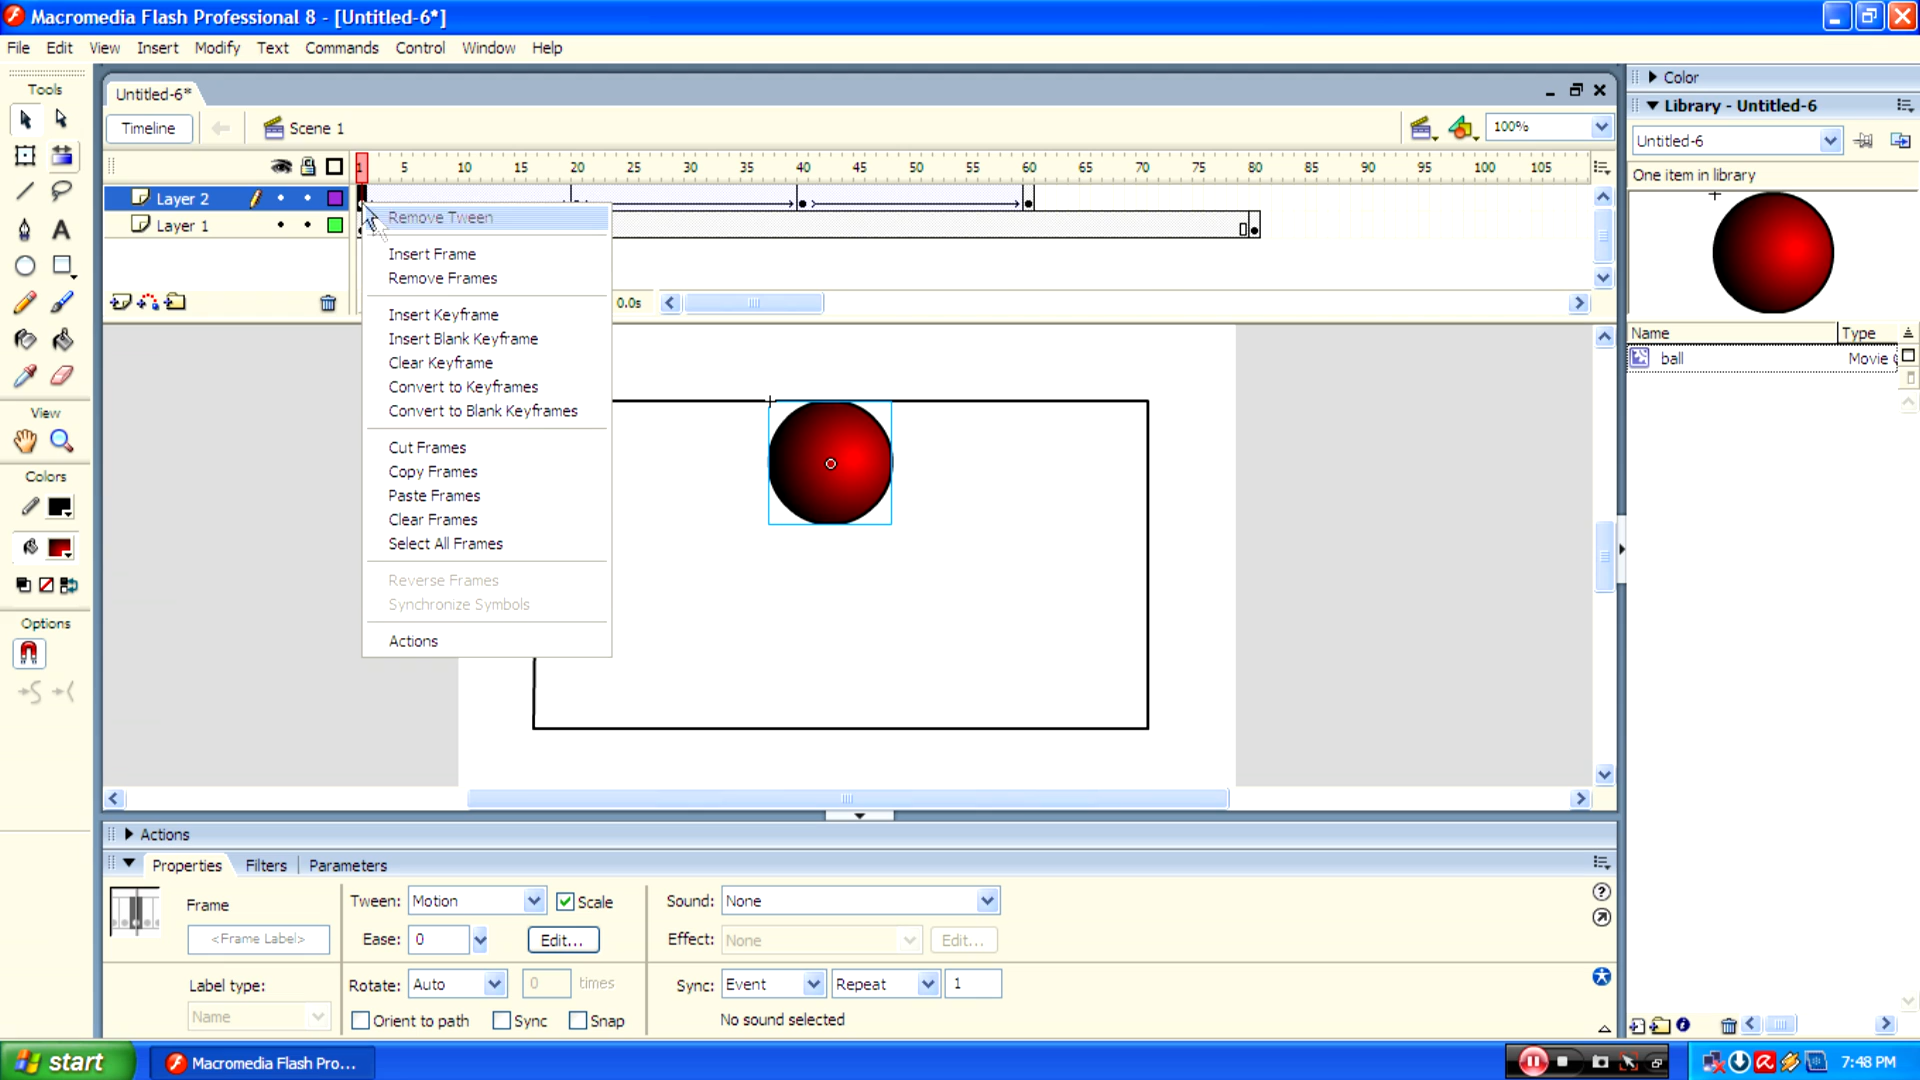 Macromedia Flash Professional 8 - [Untitled-6*]
File Edit View Insert Modify Text Commands Control Window Help
Tools
Untitled-6*
Timeline
Scene 1
100%
1 5 10 15 20 25 30 35 40 45 50 55 60 65 70 75 80 85 90 95 100 105
Layer 2
Layer 1
0.0s
Remove Tween
Insert Frame
Remove Frames
Insert Keyframe
Insert Blank Keyframe
Clear Keyframe
Convert to Keyframes
Convert to Blank Keyframes
Cut Frames
Copy Frames
Paste Frames
Clear Frames
Select All Frames
Reverse Frames
Synchronize Symbols
Actions
View
Colors
Options
Color
Library - Untitled-6
Untitled-6
One item in library
Name Type
ball Movie
Actions
Properties Filters Parameters
Frame
<Frame Label>
Label type:
Name
Tween: Motion Scale
Ease: 0 Edit...
Rotate: Auto 0 times
Orient to path Sync Snap
Sound: None
Effect: None Edit...
Sync: Event Repeat 1
No sound selected
start
Macromedia Flash Pro...
7:48 PM